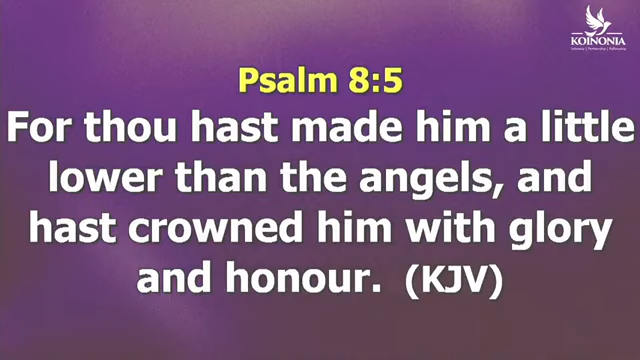 KOINONIA
Psalm 8:5
For thou hast made him a little
lower than the angels, and
hast crowned him with glory
and honour. (KJV)